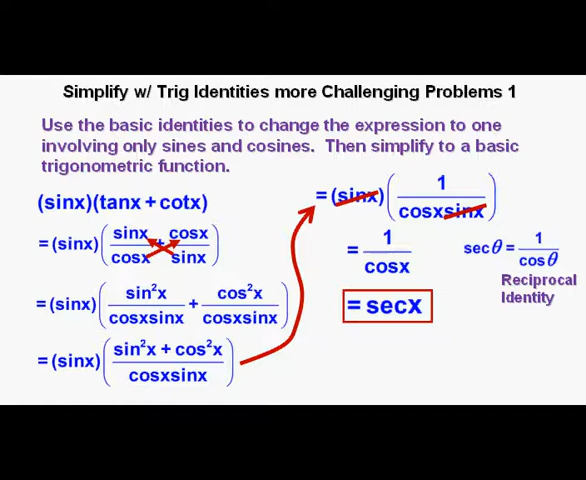 Simplify w/ Trig Identities more Challenging Problems 1
Use the basic identities to change the expression to one
involving only sines and cosines. Then simplify to a basic
trigonometric function.
(sinx)(tanx + cotx)
= (sinx)(sinx/cosx + cosx/sinx)
= (sinx)(sin²x/cosxsinx + cos²x/cosxsinx)
= (sinx)(sin²x + cos²x/cosxsinx)
= (sinx)(1/cosxsinx)
= 1/cosx
secθ = 1/cosθ
Reciprocal
Identity
= secx